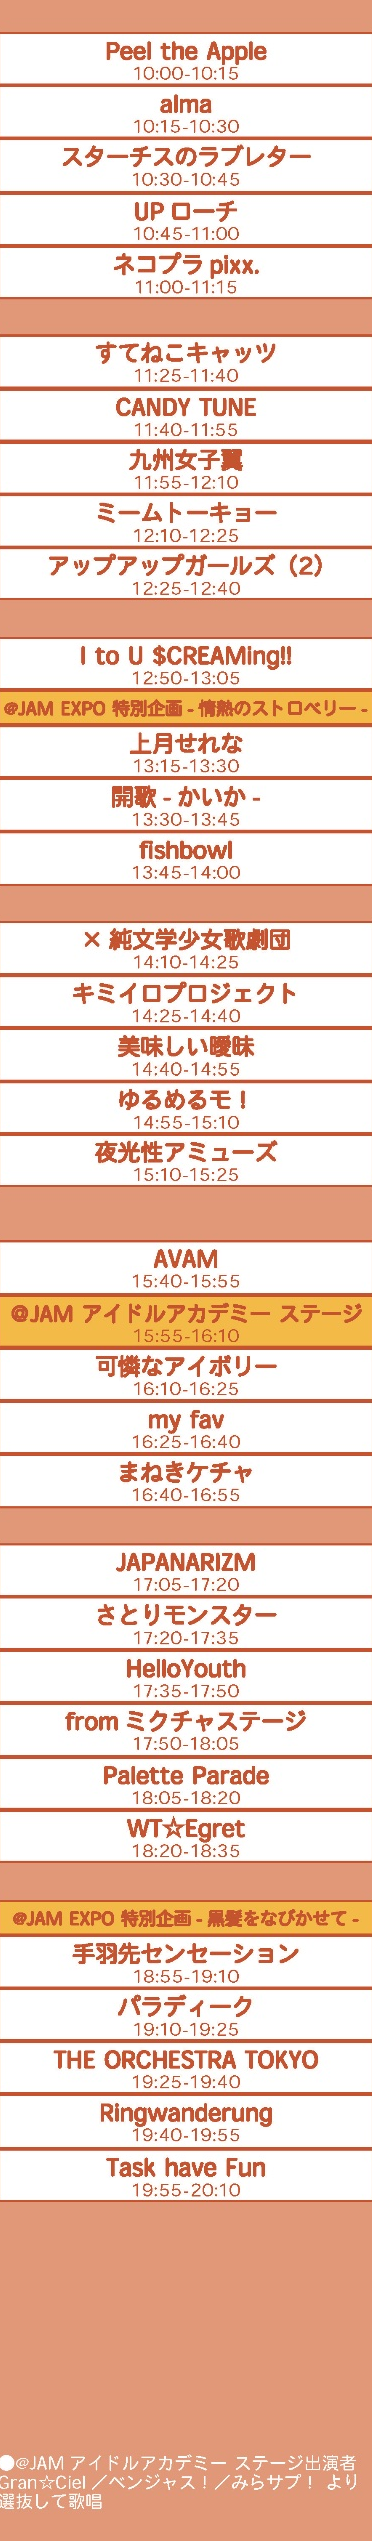 Peel the Apple
10:00-10:15
alma
10:15-10:30
スターチスのラブレター
10:30-10:45
UP ローチ
10:45-11:00
ネコプラ pixx.
11:00-11:15
すてねこキャッツ
11:25-11:40
CANDY TUNE
11:40-11:55
九州女子翼
11:55-12:10
ミームトーキョー
12:10-12:25
アップアップガールズ（2）
12:25-12:40
I to U $CREAMing!!
12:50-13:05
@JAM EXPO 特別企画 - 情熱のストロベリー -
上月せれな
13:15-13:30
開歌 - かいか -
13:30-13:45
fishbowl
13:45-14:00
× 純文学少女歌劇団
14:10-14:25
キミイロプロジェクト
14:25-14:40
美味しい曖昧
14:40-14:55
ゆるめるモ！
14:55-15:10
夜光性アミューズ
15:10-15:25
AVAM
15:40-15:55
@JAM アイドルアカデミー ステージ
15:55-16:10
可憐なアイボリー
16:10-16:25
my fav
16:25-16:40
まねきケチャ
16:40-16:55
JAPANARIZM
17:05-17:20
さとりモンスター
17:20-17:35
HelloYouth
17:35-17:50
from ミクチャステージ
17:50-18:05
Palette Parade
18:05-18:20
WT☆Egret
18:20-18:35
@JAM EXPO 特別企画 - 黒髪をなびかせて -
手羽先センセーション
18:55-19:10
パラディーク
19:10-19:25
THE ORCHESTRA TOKYO
19:25-19:40
Ringwanderung
19:40-19:55
Task have Fun
19:55-20:10
●@JAM アイドルアカデミー ステージ出演者
Gran☆Ciel ／ベンジャス！／みらサプ！ より
選抜して歌唱